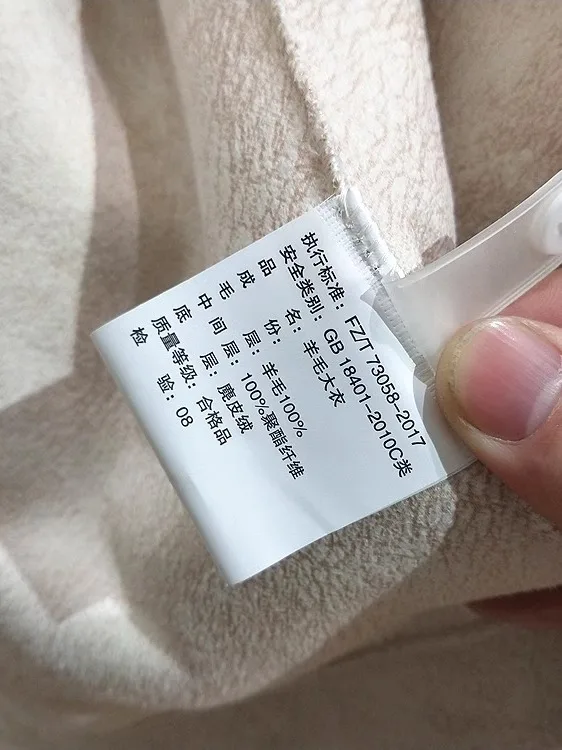 执行标准：FZ/T 73058-2017
安全类别：GB 18401-2010C类
品 名：羊毛大衣
成 份：
毛 层：羊毛100%
中 间 层：100%聚酯纤维
底 层：麂皮绒
质量等级：合格品
检 验：08